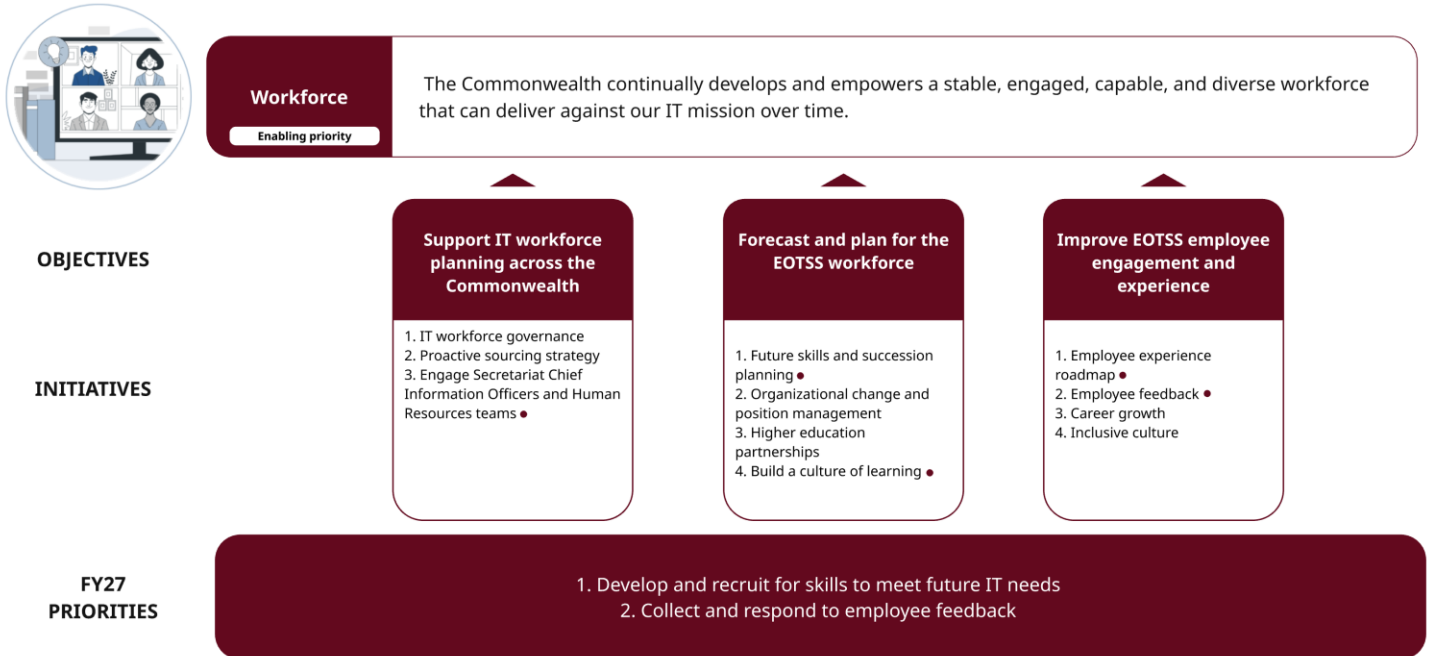 Workforce
Enabling priority
The Commonwealth continually develops and empowers a stable, engaged, capable, and diverse workforce
that can deliver against our IT mission over time.
OBJECTIVES
Support IT workforce
planning across the
Commonwealth
Forecast and plan for the
EOTSS workforce
Improve EOTSS employee
engagement and
experience
INITIATIVES
1. IT workforce governance
2. Proactive sourcing strategy
3. Engage Secretariat Chief
Information Officers and Human
Resources teams ●
1. Future skills and succession
planning ●
2. Organizational change and
position management
3. Higher education
partnerships
4. Build a culture of learning ●
1. Employee experience
roadmap ●
2. Employee feedback ●
3. Career growth
4. Inclusive culture
FY27
PRIORITIES
1. Develop and recruit for skills to meet future IT needs
2. Collect and respond to employee feedback